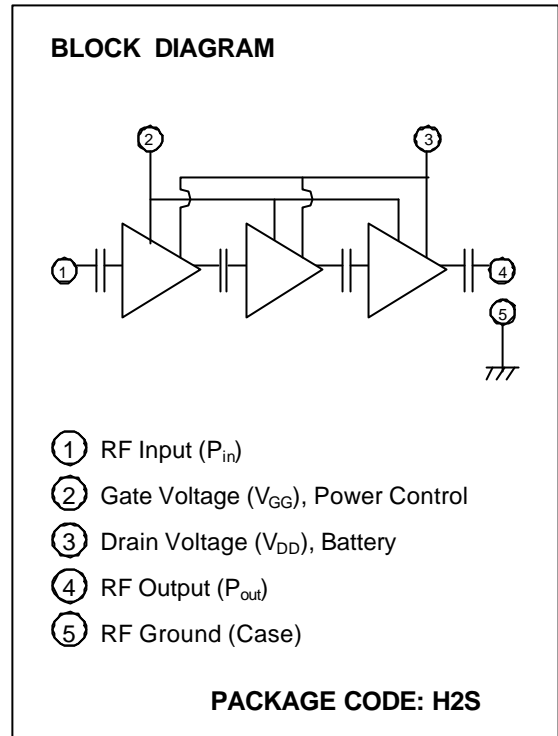 BLOCK DIAGRAM
2 3
1 4
5
1 RF Input (Pin)
2 Gate Voltage (VGG), Power Control
3 Drain Voltage (VDD), Battery
4 RF Output (Pout)
5 RF Ground (Case)
PACKAGE CODE: H2S